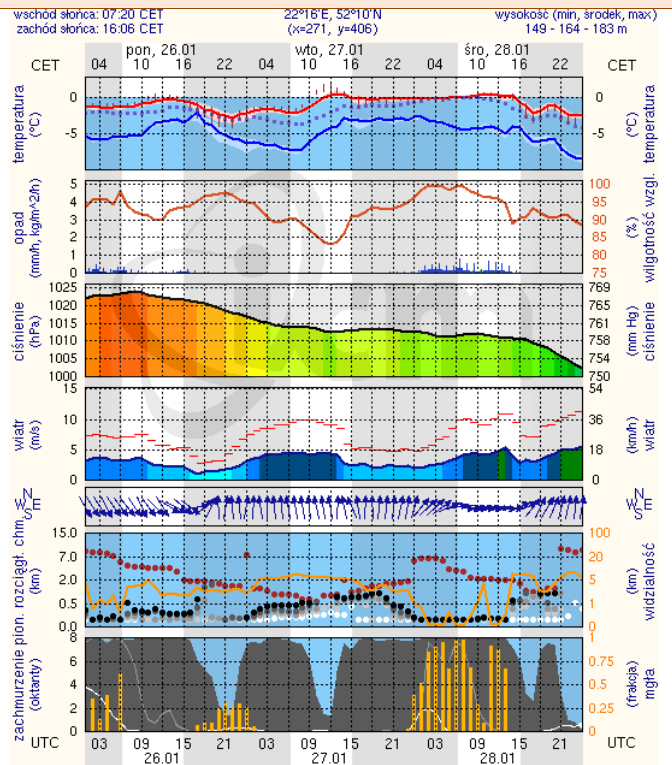 wschód słońca: 07:20 CET 22°16'E, 52°10'N wysokość (min, środek, max)
zachód słońca: 16:06 CET (x=271, y=406) 149 - 164 - 183 m
pon, 26.01 wto, 27.01 śro, 28.01
CET 04 10 16 22 04 10 16 22 04 10 16 22 CET
temperatura
(°C)
0
-5
0
-5
temperatura
(°C)
opad
(mm/h, kg/m^2/h)
5
4
3
2
1
0
100
95
90
85
80
75
(%)
wilgotność wzgl.
ciśnienie
(hPa)
1025
1020
1015
1010
1005
1000
769
765
761
758
754
750
(mm Hg)
ciśnienie
wiatr
(m/s)
15
10
5
0
54
36
18
0
(km/h)
wiatr
N
W E
S
N
W E
S
pion. rozciągł. chm.
(km)
15.0
7.0
2.0
0.5
0.0
100
20
5
1
0
(km)
widzialność
zachmurzenie
(oktanty)
8
6
4
2
0
1
0.75
0.5
0.25
0
(frakcja)
mgła
UTC 03 09 15 21 03 09 15 21 03 09 15 21 UTC
26.01 27.01 28.01
icm